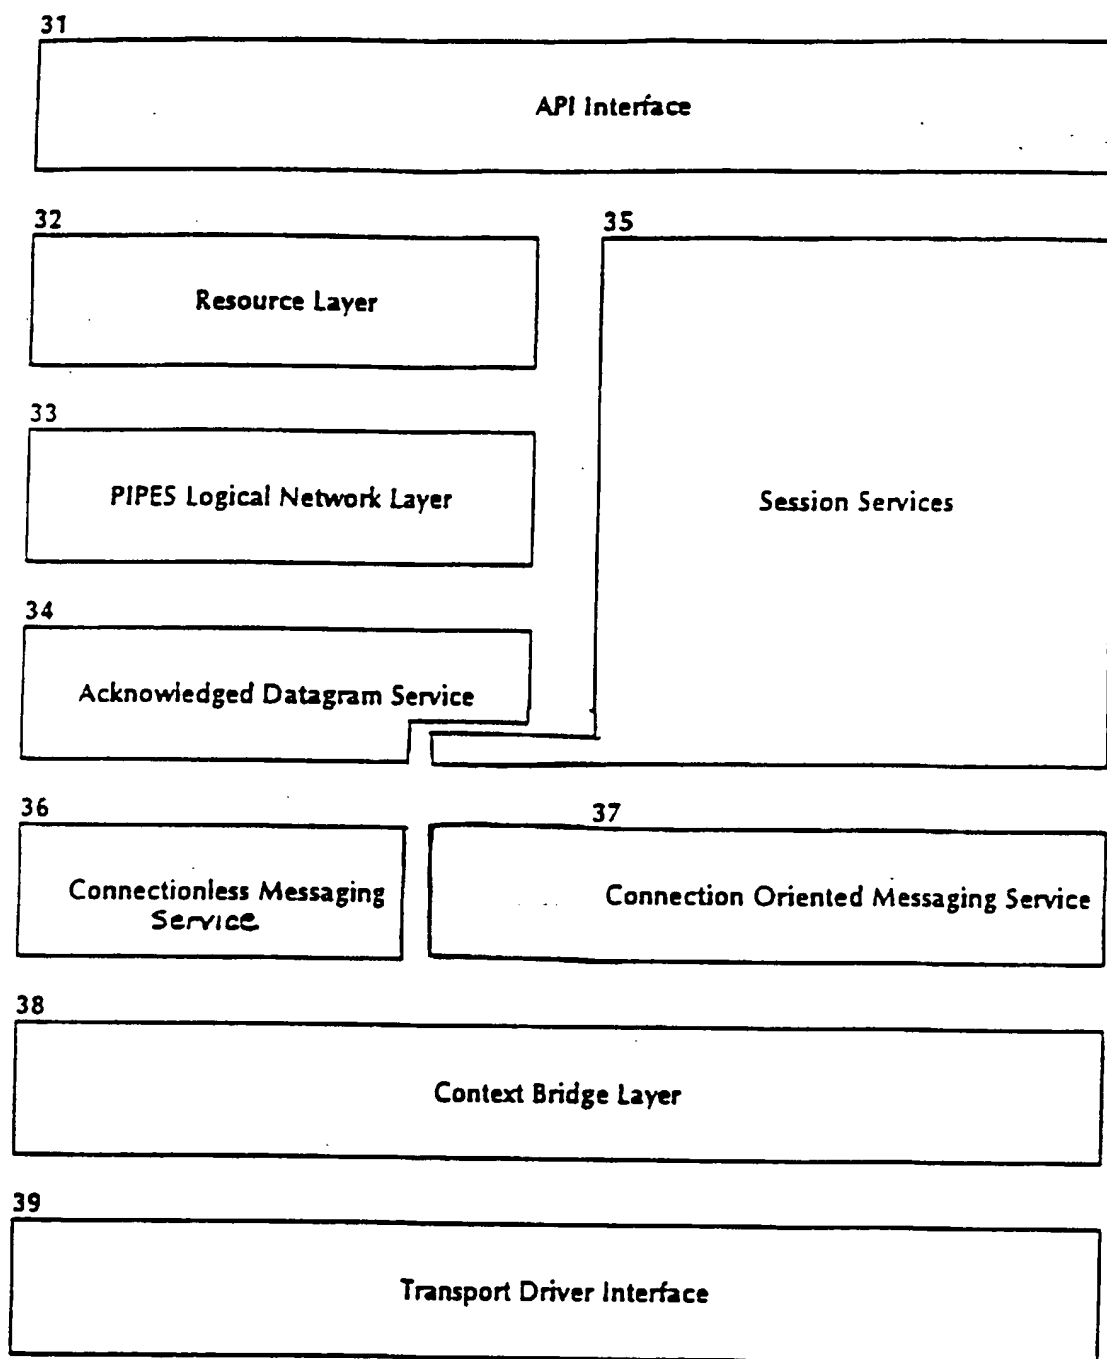 31
API Interface
32
35
Resource Layer
33
PIPES Logical Network Layer
Session Services
34
Acknowledged Datagram Service
36
37
Connectionless Messaging
Service
Connection Oriented Messaging Service
38
Context Bridge Layer
39
Transport Driver Interface